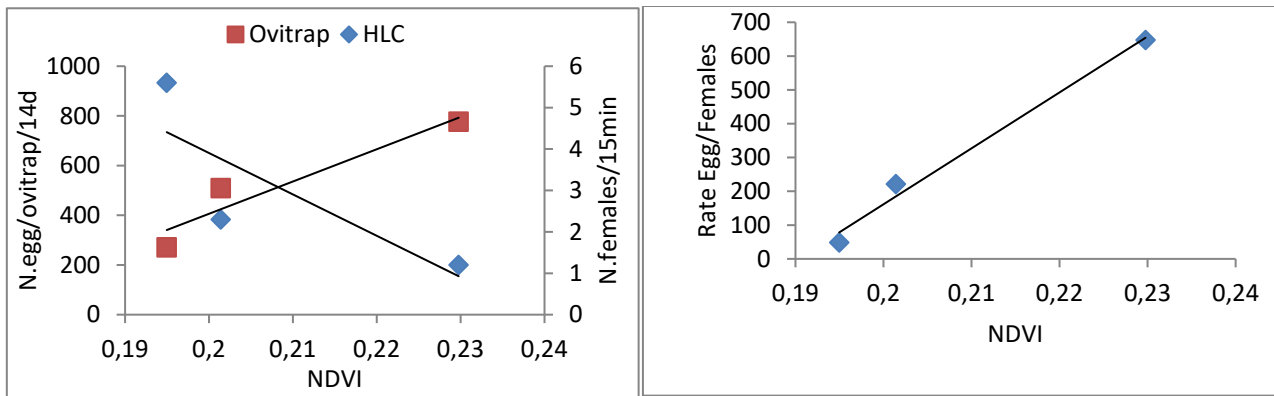 Ovitrap HLC
N.egg/ovitrap/14d
1000
800
600
400
200
0
6
5
4
3
2
1
0
N.females/15min
0,19 0,2 0,21 0,22 0,23 0,24
NDVI
Rate Egg/Females
700
600
500
400
300
200
100
0
0,19 0,2 0,21 0,22 0,23 0,24
NDVI